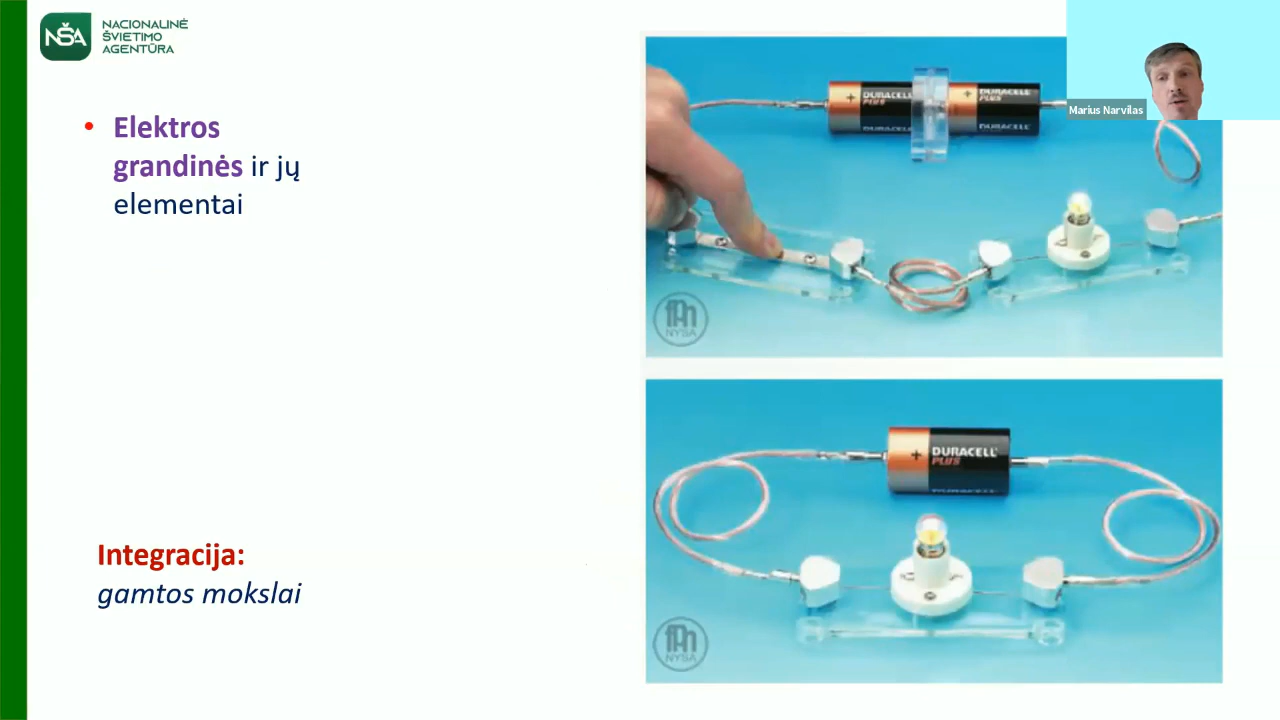 NŠA
NACIONALINĖ
ŠVIETIMO
AGENTŪRA
• Elektros
grandinės ir jų
elementai
Integracija:
gamtos mokslai
+ DURACELL
PLUS
DURACELL
+ DURACELL
PLUS
DURACELL
NYSA
+ DURACELL
PLUS
NYSA
Marius Narvilas